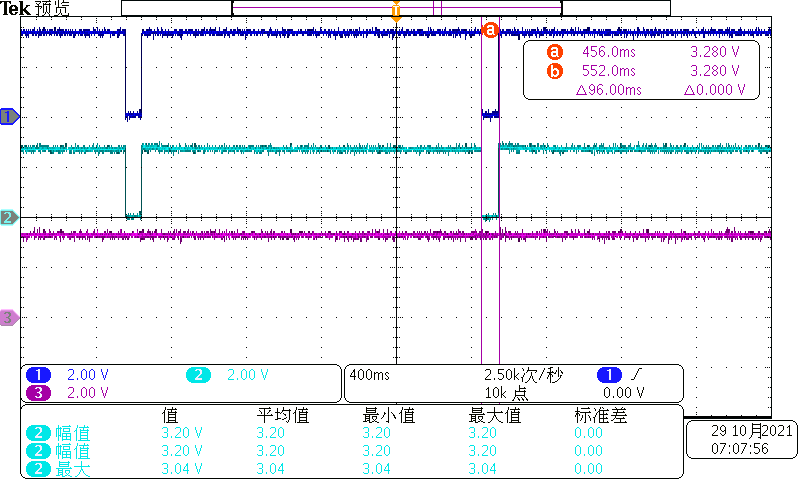 Tek 预览
a
a 456.0ms 3.280 V
b 552.0ms 3.280 V
△96.00ms △0.000 V
1
2
3
1 2.00 V 2 2.00 V
3 2.00 V
400ms 2.50k次/秒 1
10k 点 0.00 V
值 平均值 最小值 最大值 标准差
2 幅值 3.20 V 3.20 3.20 3.20 0.00
2 幅值 3.20 V 3.20 3.20 3.20 0.00
2 最大 3.04 V 3.04 3.04 3.04 0.00
29 10月2021
07:07:56